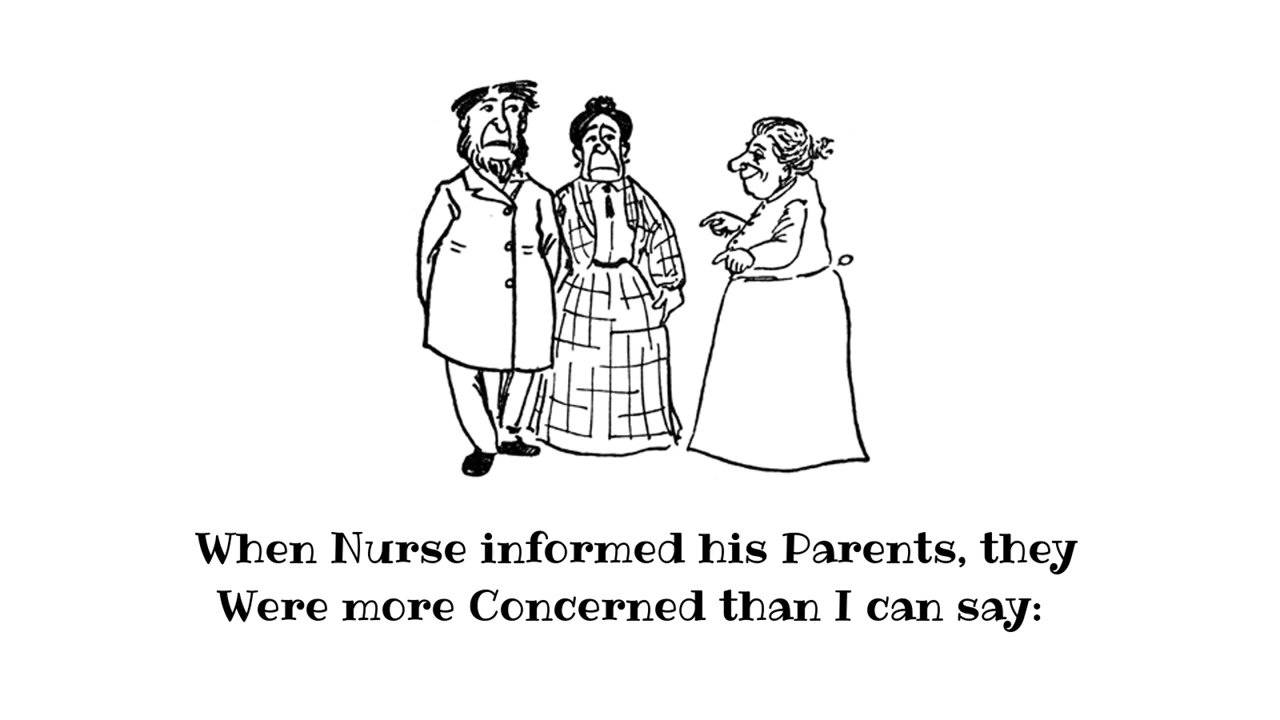 When Nurse informed his Parents, they
Were more Concerned than I can say: